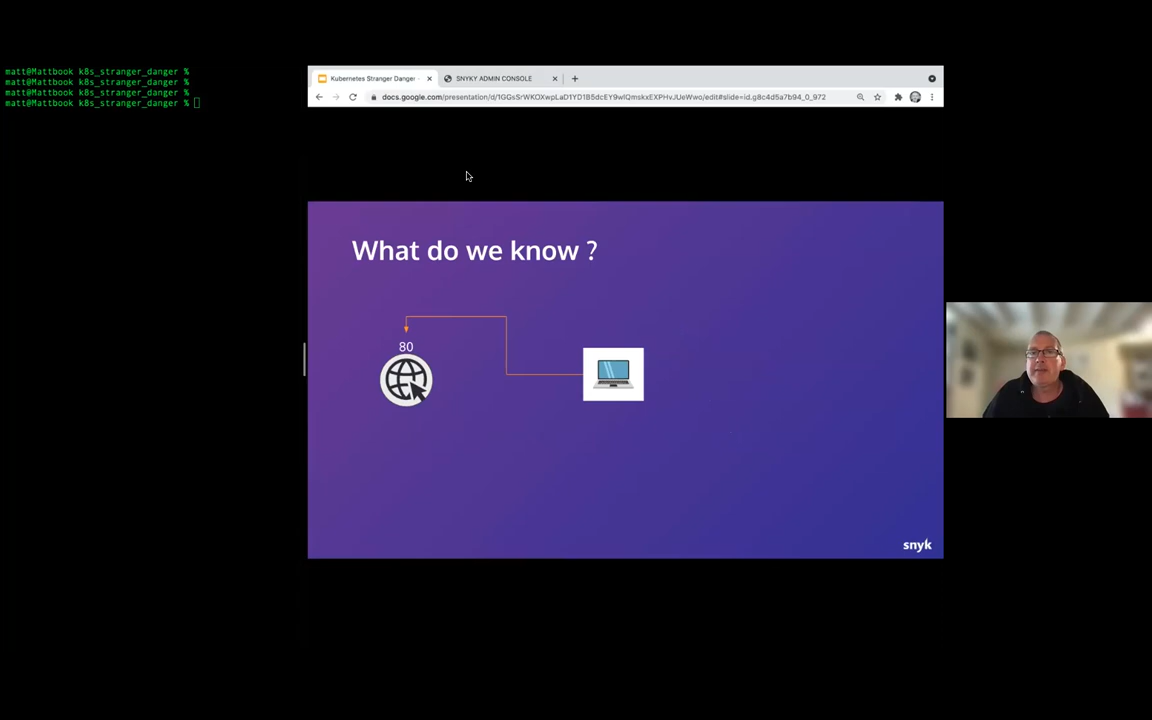 matt@Mattbook k8s_stranger_danger %
matt@Mattbook k8s_stranger_danger %
matt@Mattbook k8s_stranger_danger %
matt@Mattbook k8s_stranger_danger %
Kubernetes Stranger Danger -
SNYKY ADMIN CONSOLE
What do we know ?
80
snyk